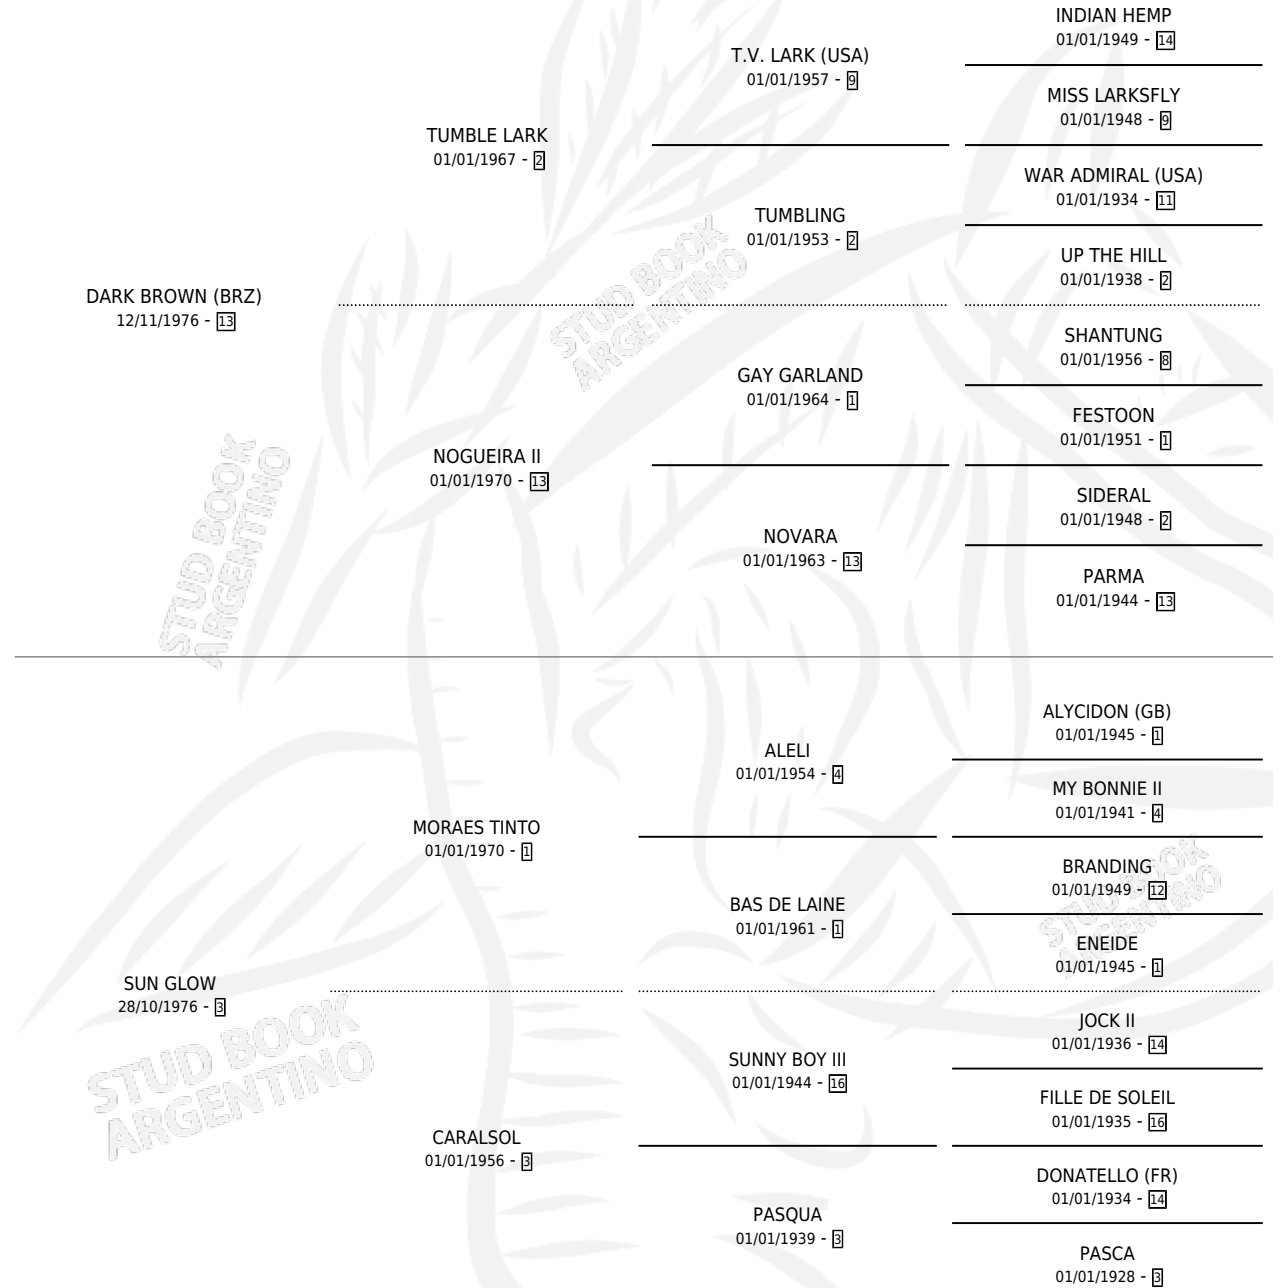 INDIAN HEMP
01/01/1949 - 14
T.V. LARK (USA)
01/01/1957 - 9
MISS LARKSFLY
01/01/1948 - 9
TUMBLE LARK
01/01/1967 - 2
WAR ADMIRAL (USA)
01/01/1934 - 11
TUMBLING
01/01/1953 - 2
UP THE HILL
01/01/1938 - 2
DARK BROWN (BRZ)
12/11/1976 - 13
SHANTUNG
01/01/1956 - 8
GAY GARLAND
01/01/1964 - 1
FESTOON
01/01/1951 - 1
NOGUEIRA II
01/01/1970 - 13
SIDERAL
01/01/1948 - 2
NOVARA
01/01/1963 - 13
PARMA
01/01/1944 - 13
STUD BOOK
ARGENTINO
STUD BOOK
ARGENTINO
ALYCIDON (GB)
01/01/1945 - 1
ALELI
01/01/1954 - 4
MY BONNIE II
01/01/1941 - 4
MORAES TINTO
01/01/1970 - 1
BRANDING
01/01/1949 - 12
BAS DE LAINE
01/01/1961 - 1
ENEIDE
01/01/1945 - 1
SUN GLOW
28/10/1976 - 3
JOCK II
01/01/1936 - 14
SUNNY BOY III
01/01/1944 - 16
FILLE DE SOLEIL
01/01/1935 - 16
CARALSOL
01/01/1956 - 3
DONATELLO (FR)
01/01/1934 - 14
PASQUA
01/01/1939 - 3
PASCA
01/01/1928 - 3
STUD BOOK
ARGENTINO
STUD BOOK
ARGENTINO